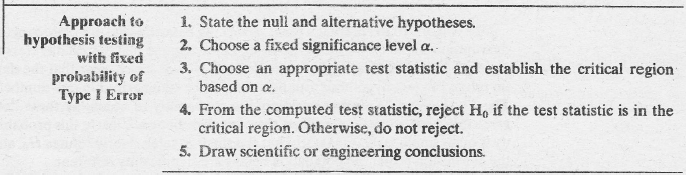 Approach to
hypothesis testing
with fixed
probability of
Type I Error
1. State the null and alternative hypotheses.
2. Choose a fixed significance level α.
3. Choose an appropriate test statistic and establish the critical region
based on α.
4. From the computed test statistic, reject H₀ if the test statistic is in the
critical region. Otherwise, do not reject.
5. Draw scientific or engineering conclusions.